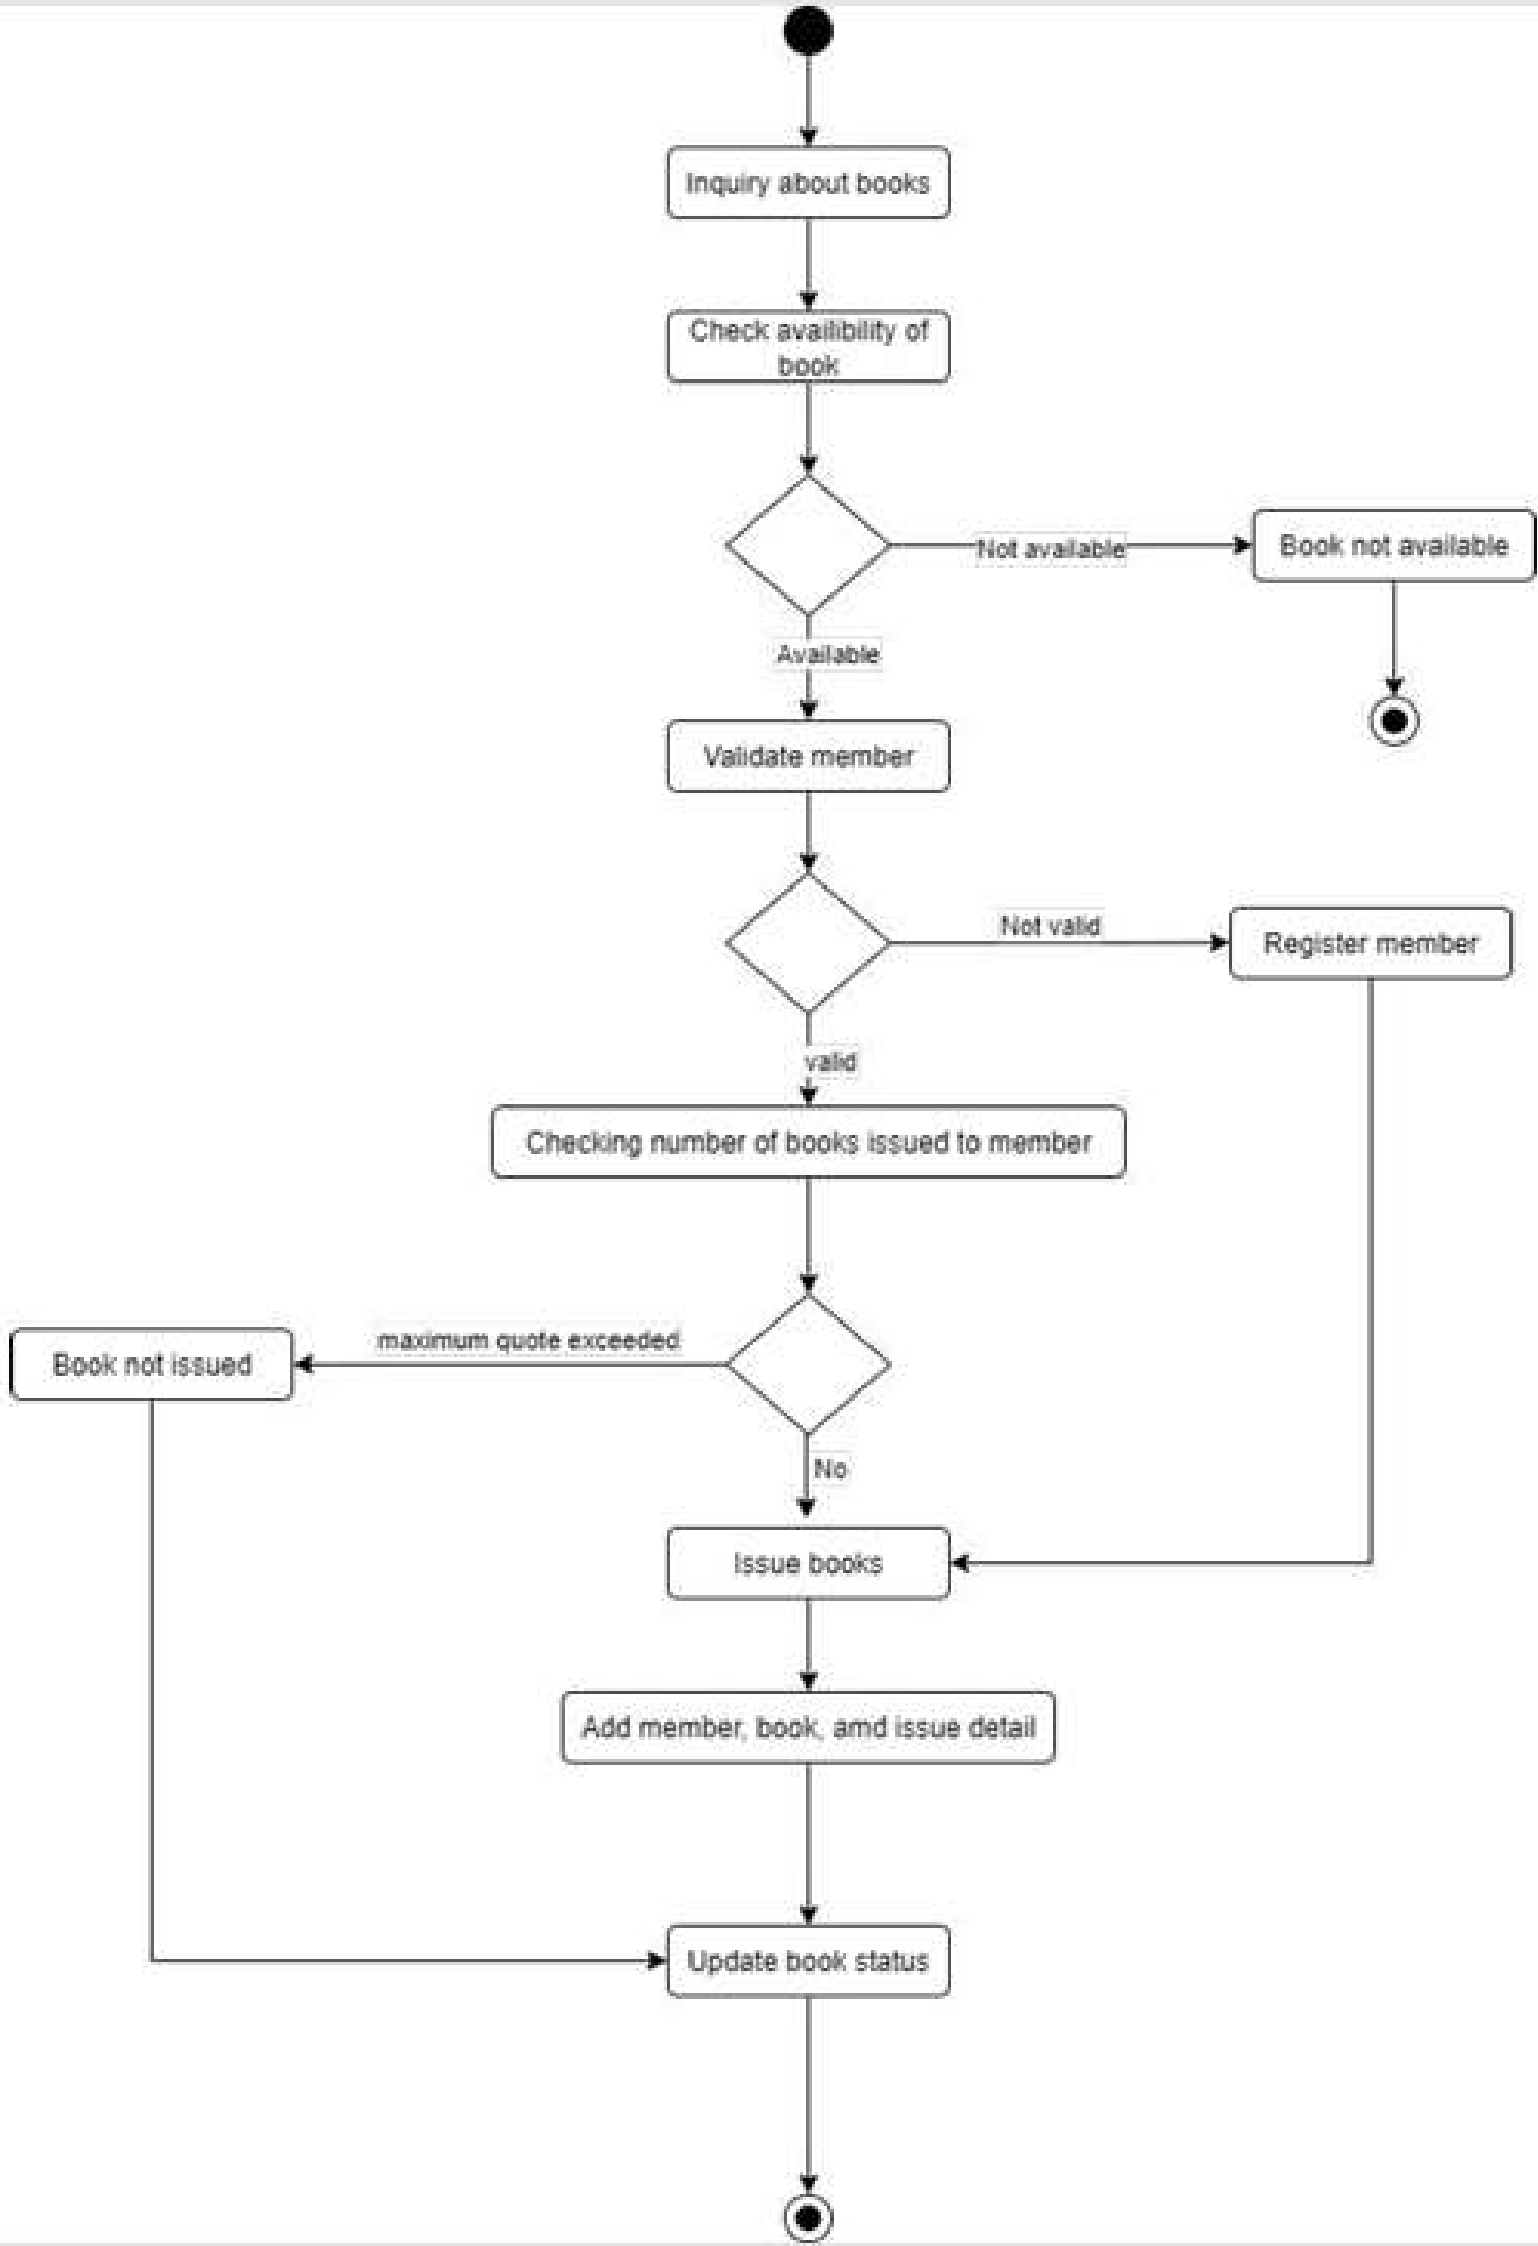 Inquiry about books
Check availibility of
book
Not available
Book not available
Available
Validate member
Not valid
Register member
valid
Checking number of books issued to member
maximum quote exceeded
Book not issued
No
Issue books
Add member, book, amd issue detail
Update book status